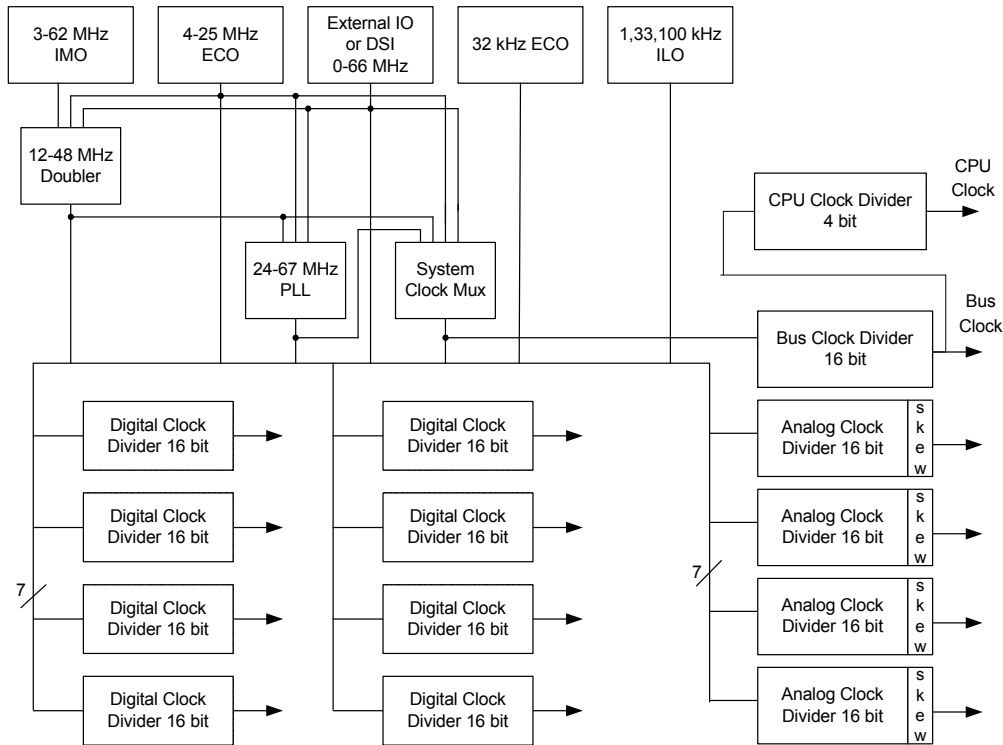 3-62 MHz
IMO
4-25 MHz
ECO
External IO
or DSI
0-66 MHz
32 kHz ECO
1,33,100 kHz
ILO
12-48 MHz
Doubler
24-67 MHz
PLL
System
Clock Mux
CPU Clock Divider
4 bit
CPU
Clock
Bus Clock Divider
16 bit
Bus
Clock
Digital Clock
Divider 16 bit
Digital Clock
Divider 16 bit
Analog Clock
Divider 16 bit
skew
Digital Clock
Divider 16 bit
Digital Clock
Divider 16 bit
Analog Clock
Divider 16 bit
skew
7
7
Digital Clock
Divider 16 bit
Digital Clock
Divider 16 bit
Analog Clock
Divider 16 bit
skew
Digital Clock
Divider 16 bit
Digital Clock
Divider 16 bit
Analog Clock
Divider 16 bit
skew